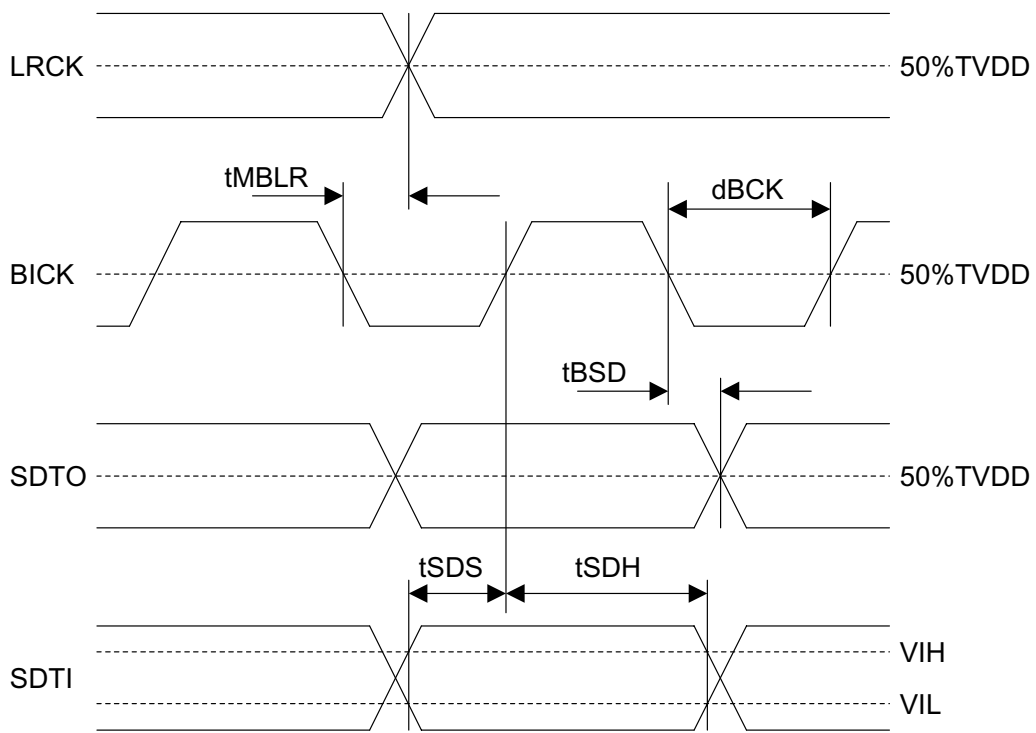 LRCK
50%TVDD
tMBLR
dBCK
BICK
50%TVDD
tBSD
SDTO
50%TVDD
tSDS
tSDH
VIH
SDTI
VIL